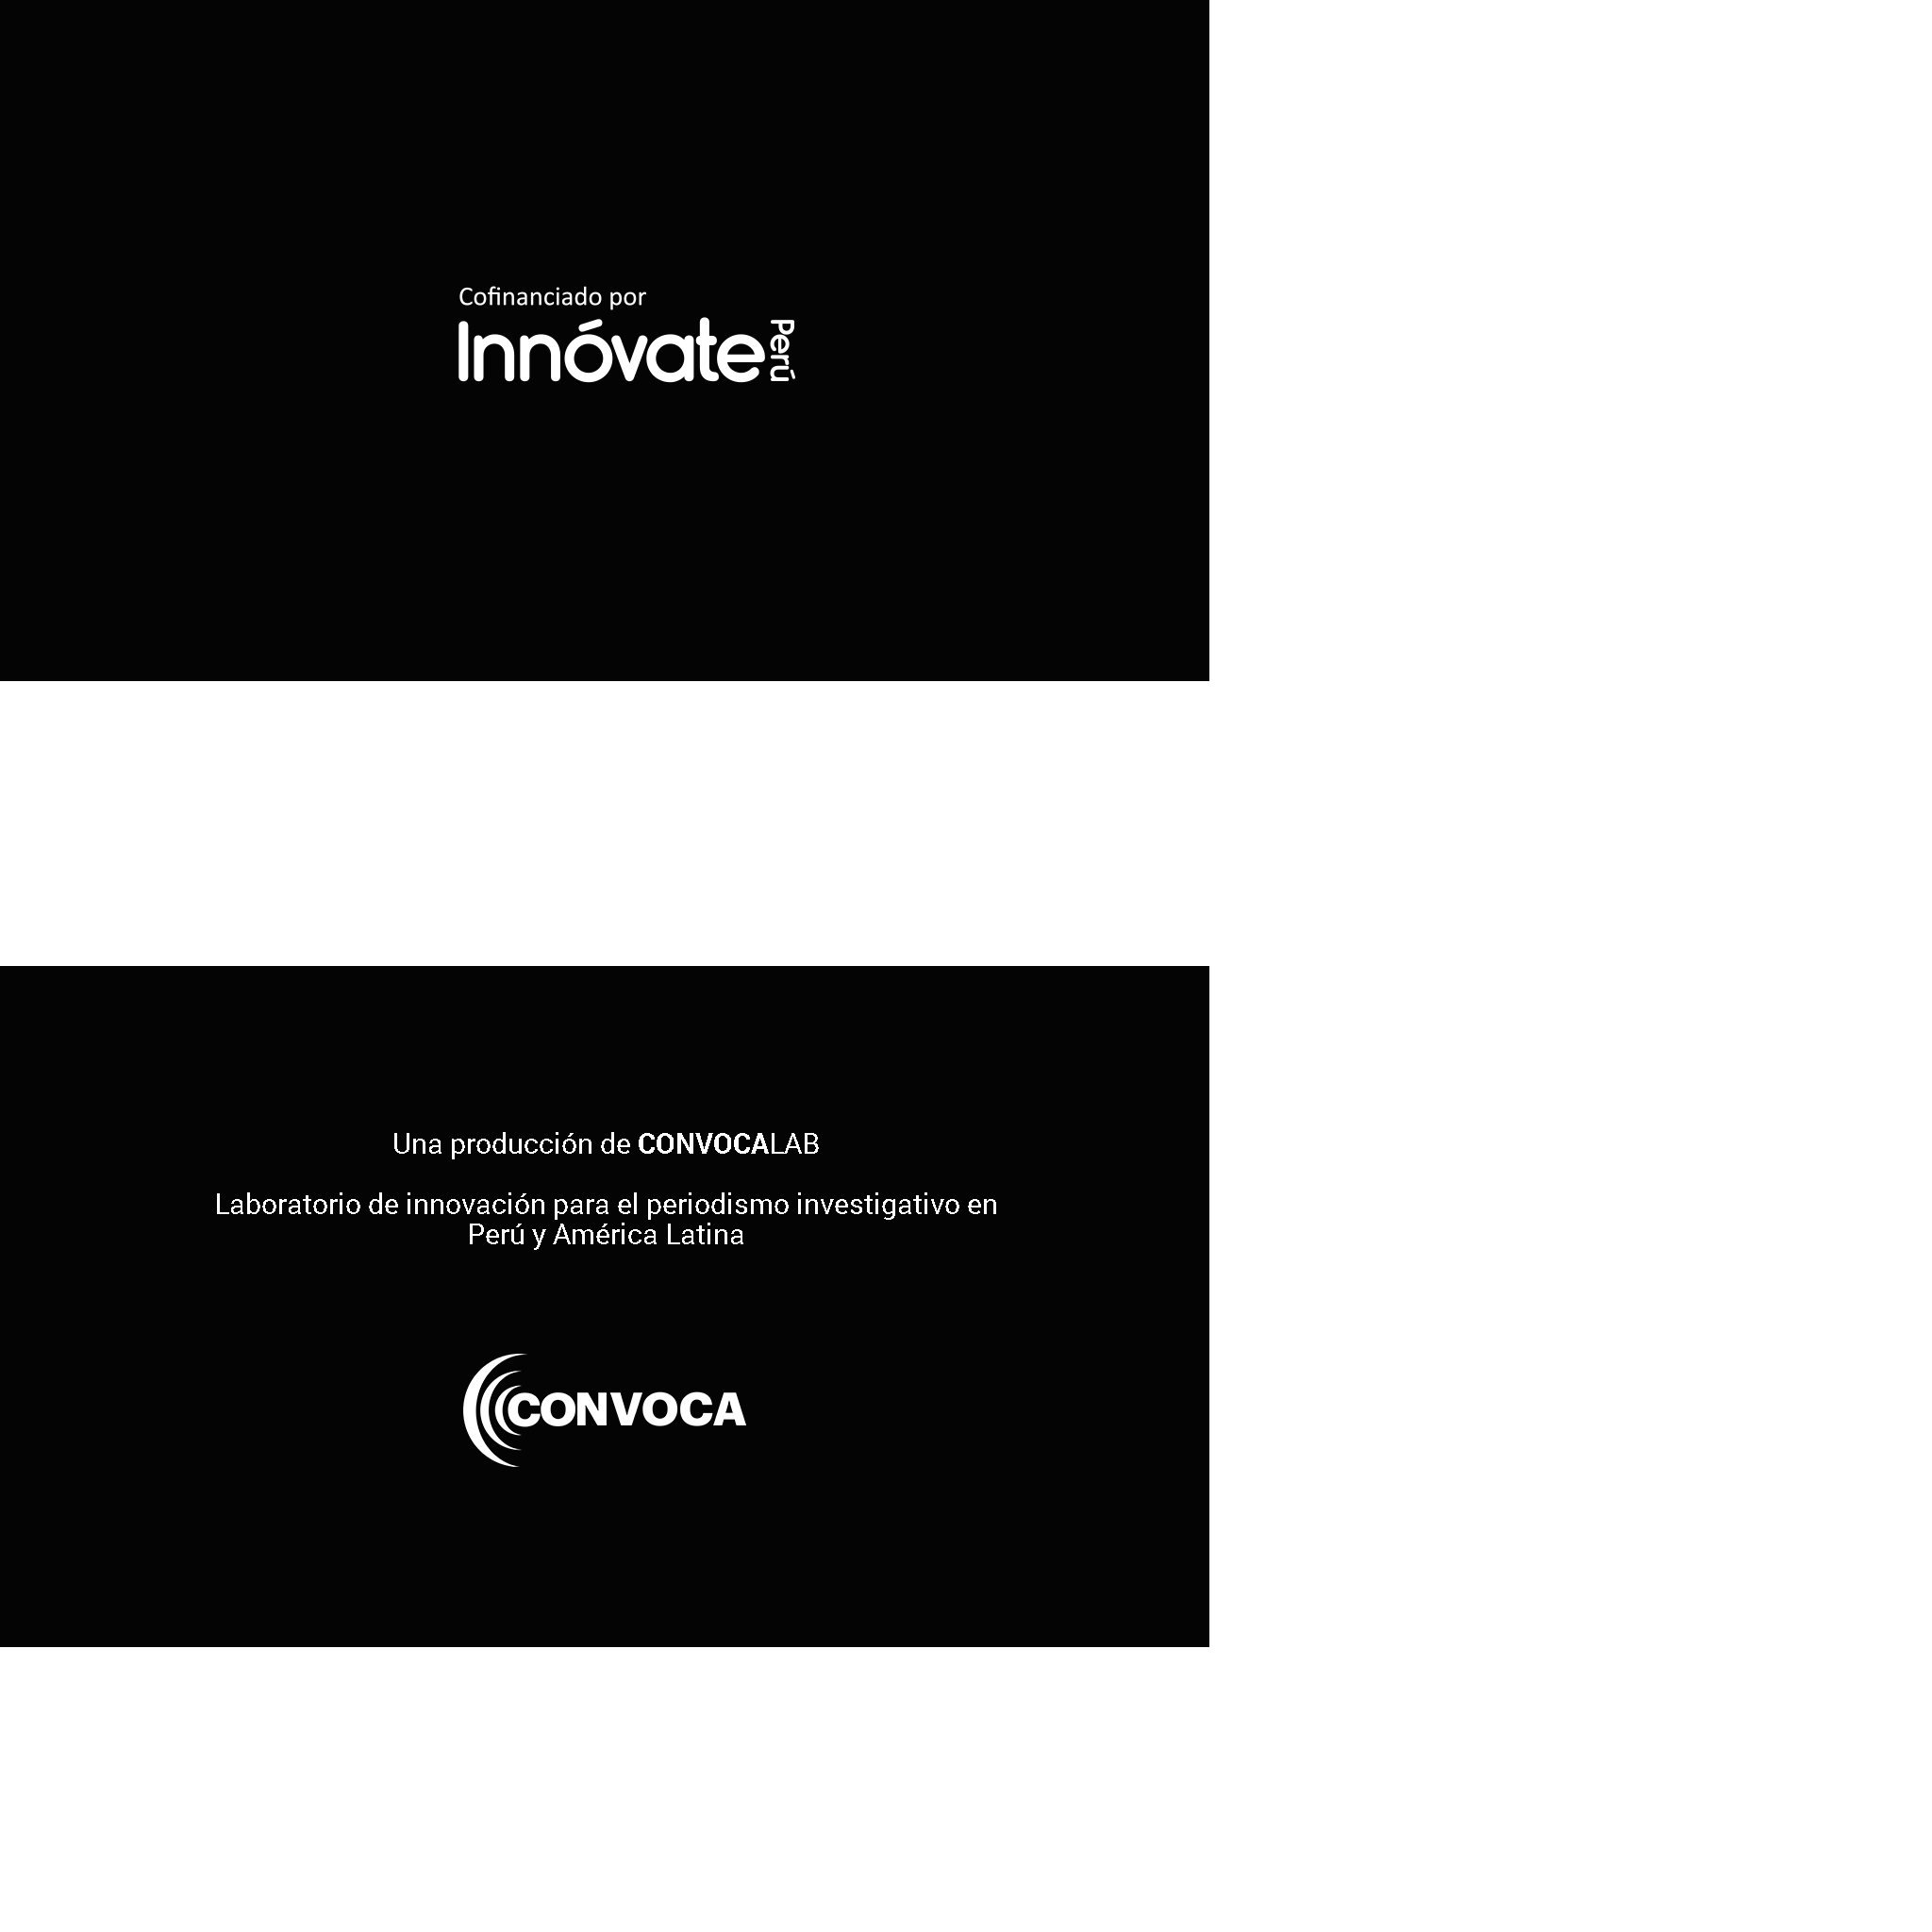 Cofinanciado por
Innóvate Perú
Una producción de CONVOCALAB
Laboratorio de innovación para el periodismo investigativo en
Perú y América Latina
CONVOCA